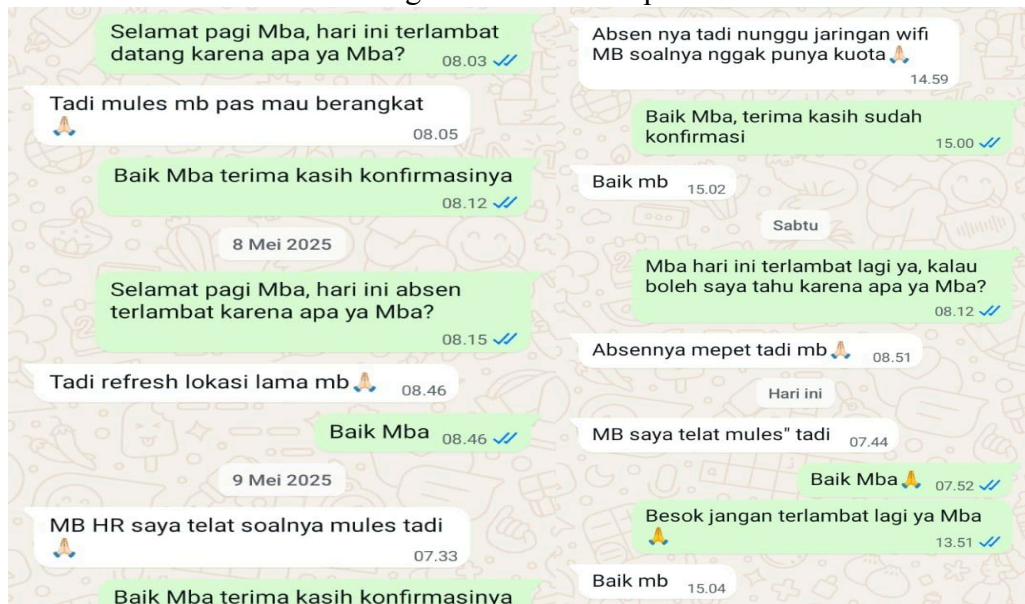 Selamat pagi Mba, hari ini terlambat
datang karena apa ya Mba?
08.03
Tadi mules mb pas mau berangkat
🙏🏻
08.05
Baik Mba terima kasih konfirmasinya
08.12
8 Mei 2025
Selamat pagi Mba, hari ini absen
terlambat karena apa ya Mba?
08.15
Tadi refresh lokasi lama mb🙏🏻 08.46
Baik Mba 08.46
9 Mei 2025
MB HR saya telat soalnya mules tadi
🙏🏻
07.33
Baik Mba terima kasih konfirmasinya
Absen nya tadi nunggu jaringan wifi
MB soalnya nggak punya kuota🙏🏻
14.59
Baik Mba, terima kasih sudah
konfirmasi 15.00
Baik mb 15.02
Sabtu
Mba hari ini terlambat lagi ya, kalau
boleh saya tahu karena apa ya Mba?
08.12
Absennya mepet tadi mb🙏🏻 08.51
Hari ini
MB saya telat mules" tadi 07.44
Baik Mba🙏 07.52
Besok jangan terlambat lagi ya Mba
🙏 13.51
Baik mb 15.04